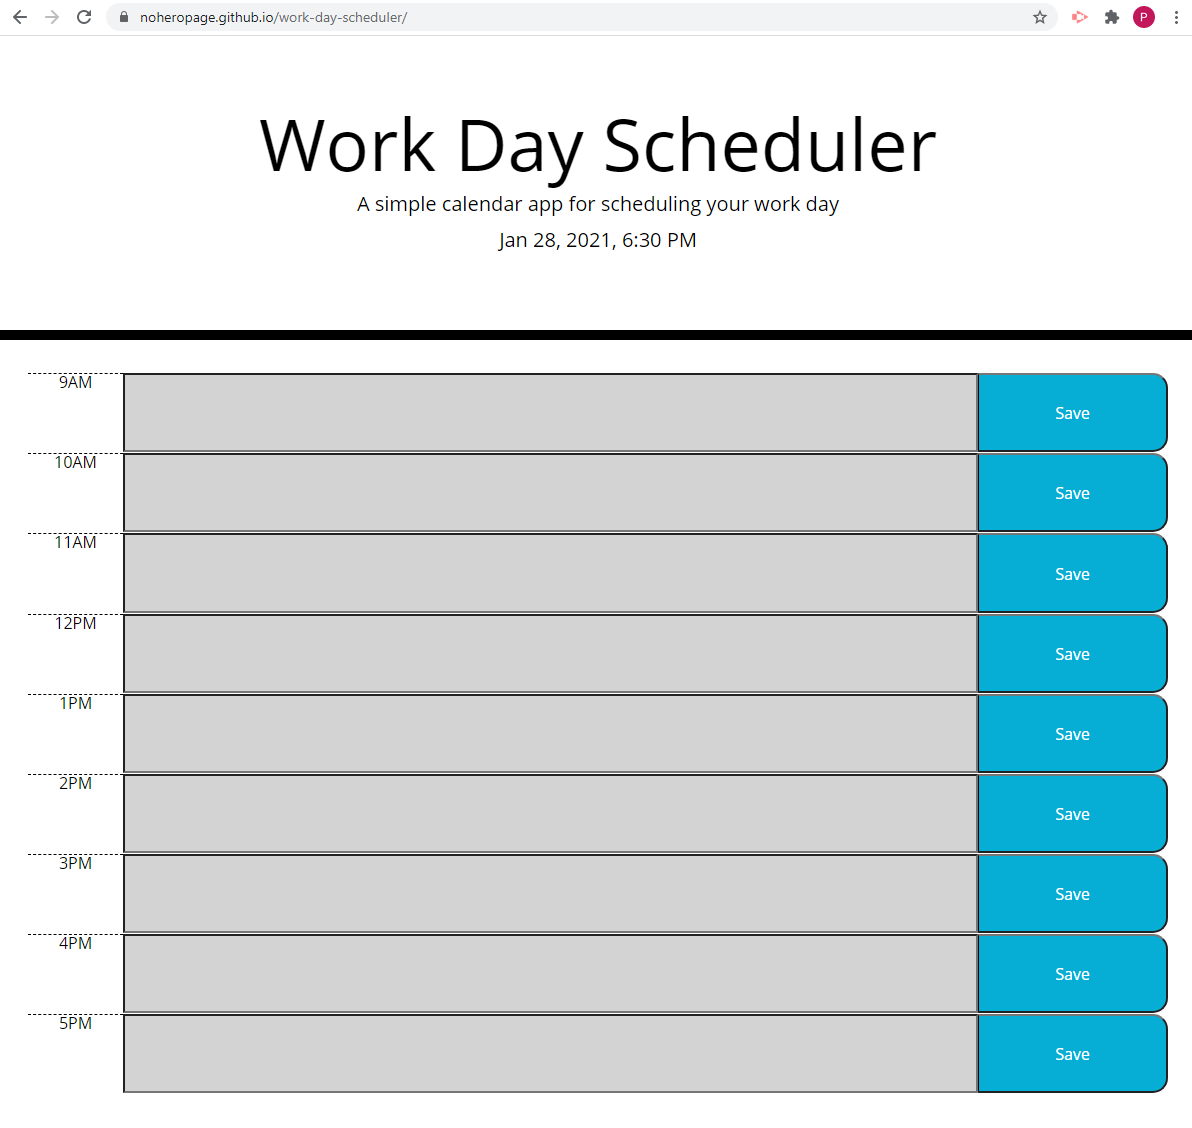 noheropage.github.io/work-day-scheduler/
P
Work Day Scheduler
A simple calendar app for scheduling your work day
Jan 28, 2021, 6:30 PM
9AM
Save
10AM
Save
11AM
Save
12PM
Save
1PM
Save
2PM
Save
3PM
Save
4PM
Save
5PM
Save